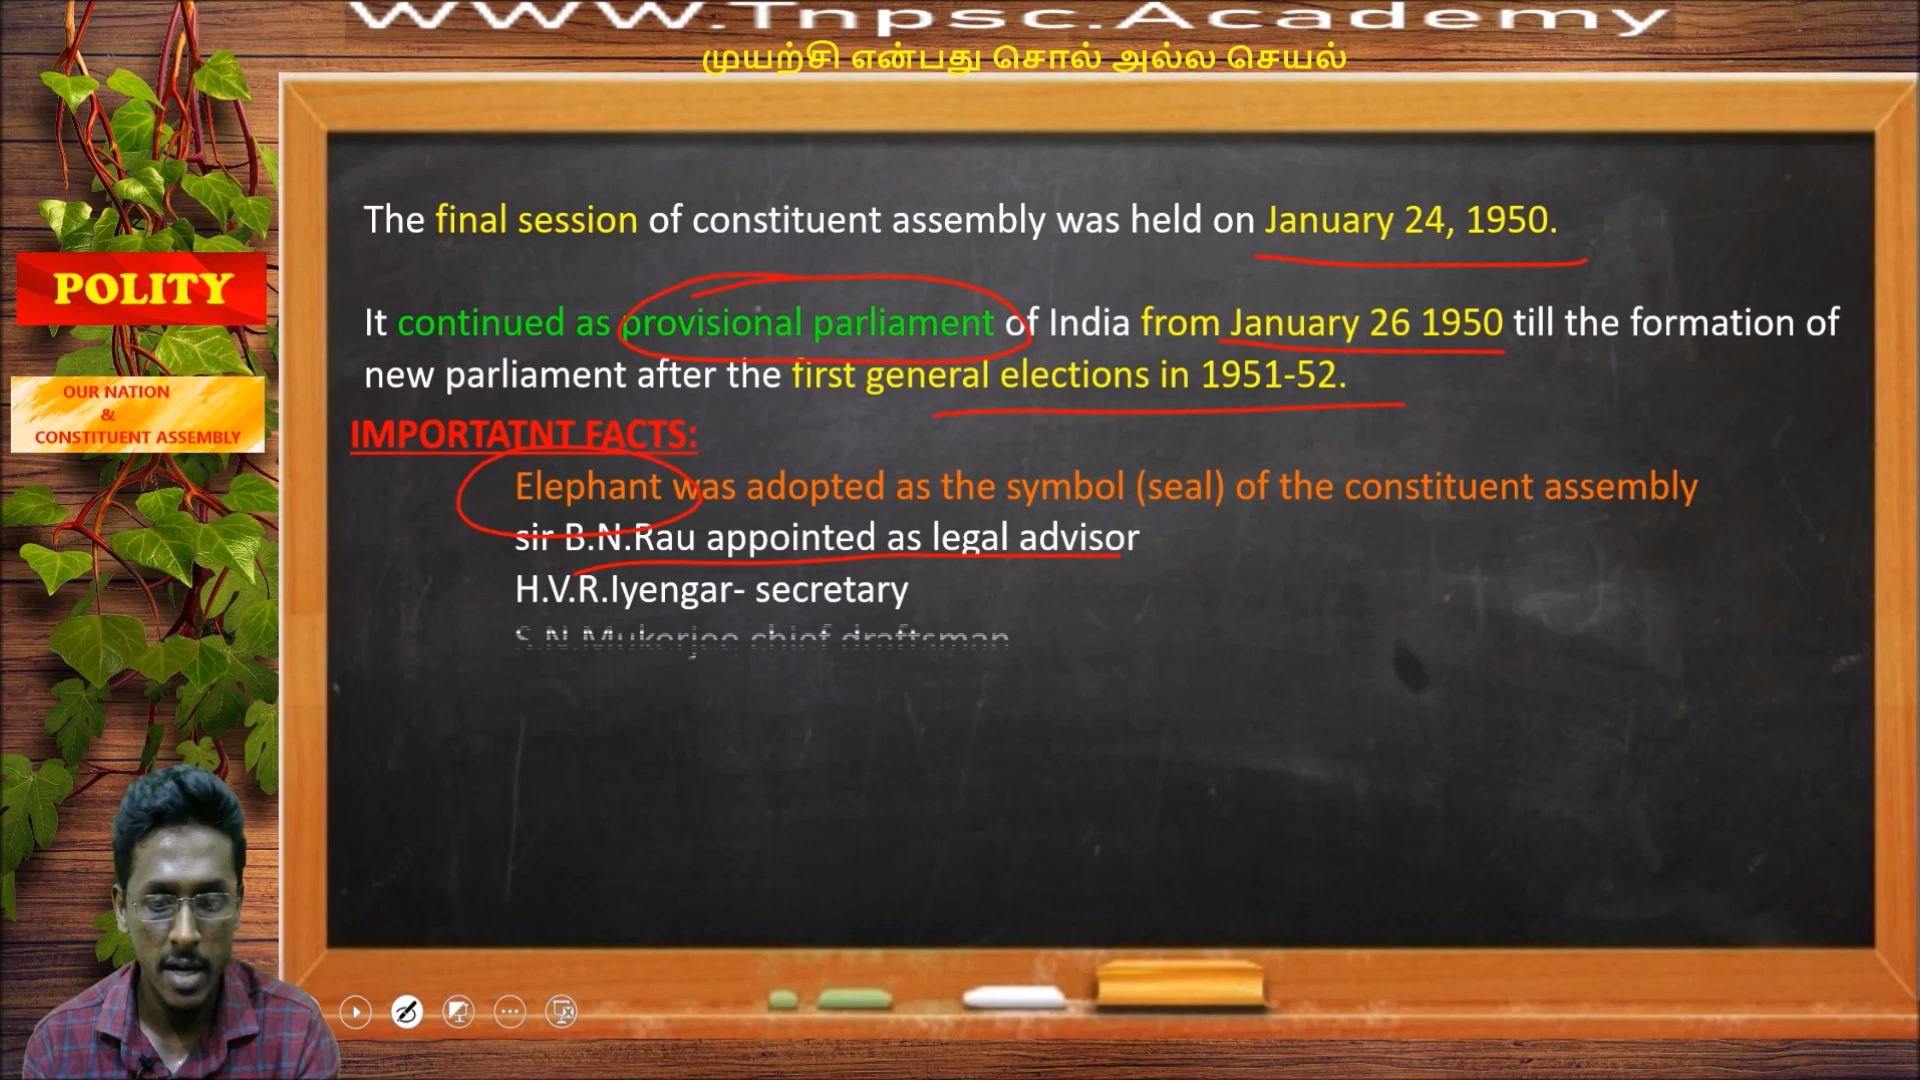 WWW.Tnpsc.Academy
முயற்சி என்பது சொல் அல்ல செயல்
POLITY
OUR NATION
&
CONSTITUENT ASSEMBLY
The final session of constituent assembly was held on January 24, 1950.
It continued as provisional parliament of India from January 26 1950 till the formation of
new parliament after the first general elections in 1951-52.
IMPORTATNT FACTS:
Elephant was adopted as the symbol (seal) of the constituent assembly
sir B.N.Rau appointed as legal advisor
H.V.R.Iyengar- secretary
S.N.Mukerjee chief draftsman